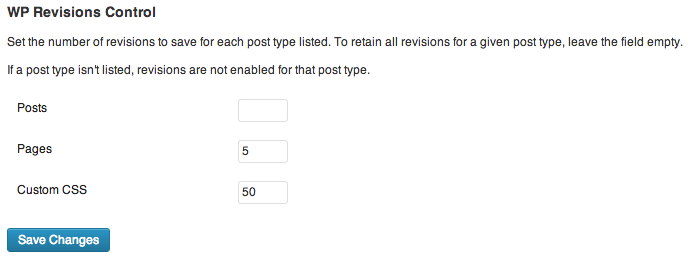 WP Revisions Control
Set the number of revisions to save for each post type listed. To retain all revisions for a given post type, leave the field empty.
If a post type isn't listed, revisions are not enabled for that post type.
Posts
Pages 5
Custom CSS 50
Save Changes